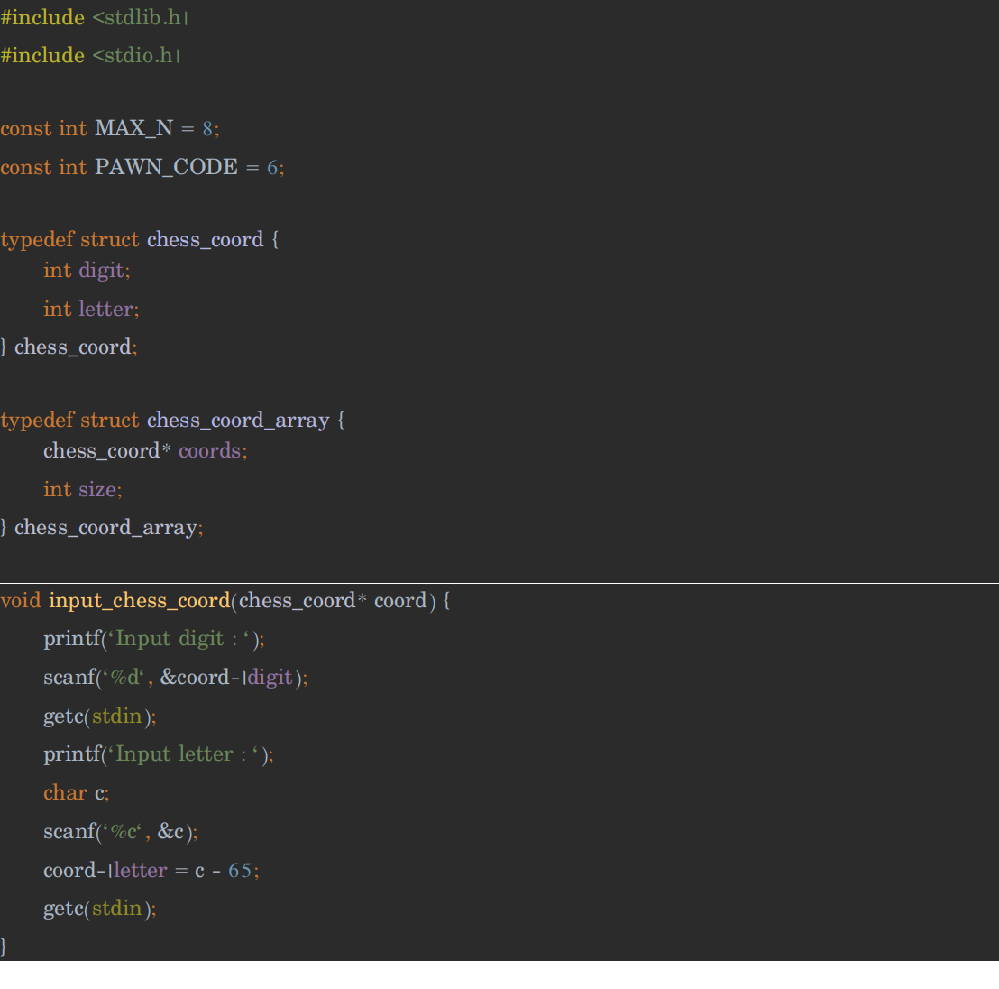 #include <stdlib.h|
#include <stdio.h|
const int MAX_N = 8;
const int PAWN_CODE = 6;
typedef struct chess_coord {
int digit;
int letter;
} chess_coord;
typedef struct chess_coord_array {
chess_coord* coords;
int size;
} chess_coord_array;
void input_chess_coord(chess_coord* coord) {
printf(‘Input digit : ‘);
scanf(‘%d‘, &coord-|digit);
getc(stdin);
printf(‘Input letter : ‘);
char c;
scanf(‘%c‘, &c);
coord-|letter = c - 65;
getc(stdin);
}